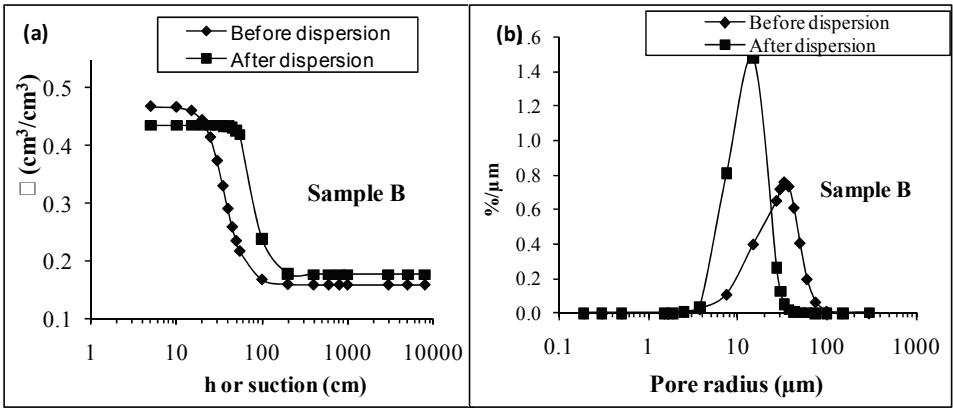 (a)
Before dispersion
After dispersion
□ (cm³/cm³)
0.5
0.4
0.3
0.2
0.1
Sample B
1
10
100
1000
10000
h or suction (cm)
(b)
Before dispersion
After dispersion
%/µm
1.6
1.4
1.2
1.0
0.8
0.6
0.4
0.2
0.0
Sample B
0.1
1
10
100
1000
Pore radius (µm)